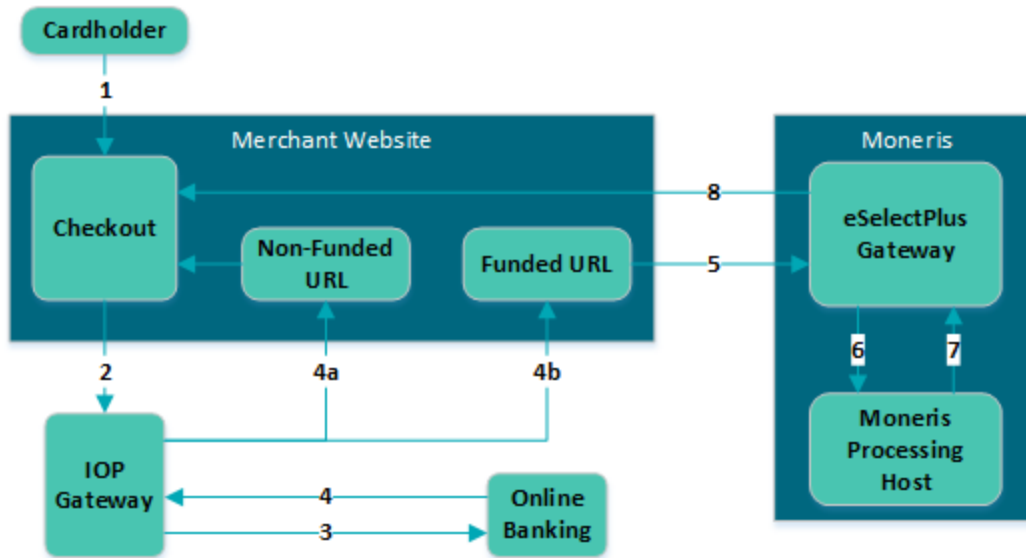 Cardholder
1
Merchant Website
Moneris
Checkout
8
eSelectPlus
Gateway
Non-Funded
URL
Funded URL
5
2
4a
4b
6
7
IOP
Gateway
4
3
Online
Banking
Moneris
Processing
Host